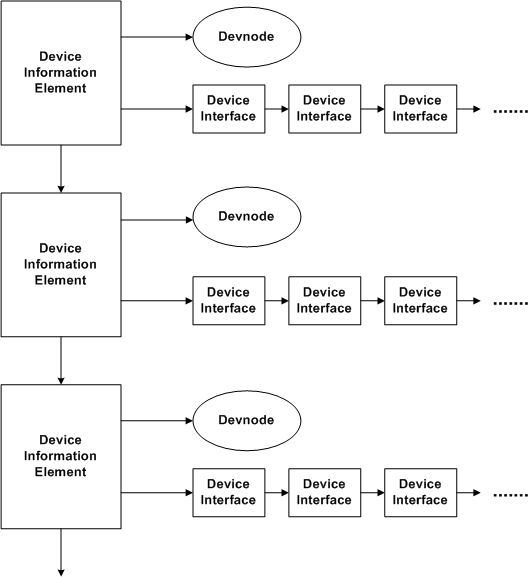 Device
Information
Element
Devnode
Device
Interface
Device
Interface
Device
Interface
.......
Device
Information
Element
Devnode
Device
Interface
Device
Interface
Device
Interface
.......
Device
Information
Element
Devnode
Device
Interface
Device
Interface
Device
Interface
.......